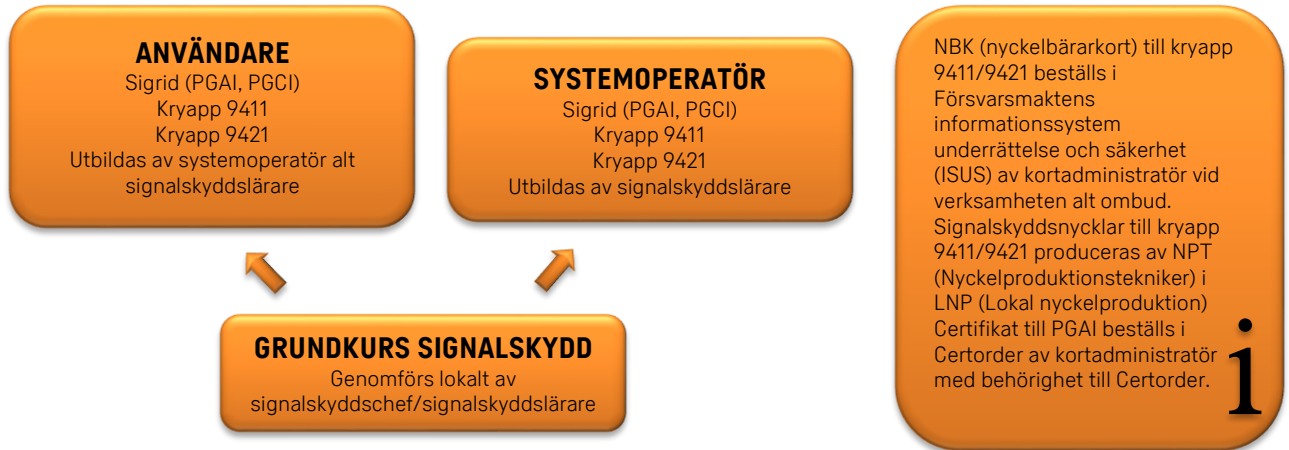 ANVÄNDARE
Sigrid (PGAI, PGCI)
Kryapp 9411
Kryapp 9421
Utbildas av systemoperatör alt
signalskyddslärare
SYSTEMOPERATÖR
Sigrid (PGAI, PGCI)
Kryapp 9411
Kryapp 9421
Utbildas av signalskyddslärare
GRUNDKURS SIGNALSKYDD
Genomförs lokalt av
signalskyddschef/signalskyddslärare
NBK (nyckelbärarkort) till kryapp
9411/9421 beställs i
Försvarsmaktens
informationssystem
underrättelse och säkerhet
(ISUS) av kortadministratör vid
verksamheten alt ombud.
Signalskyddsnycklar till kryapp
9411/9421 produceras av NPT
(Nyckelproduktionstekniker) i
LNP (Lokal nyckelproduktion)
Certifikat till PGAI beställs i
Certorder av kortadministratör
med behörighet till Certorder.
i